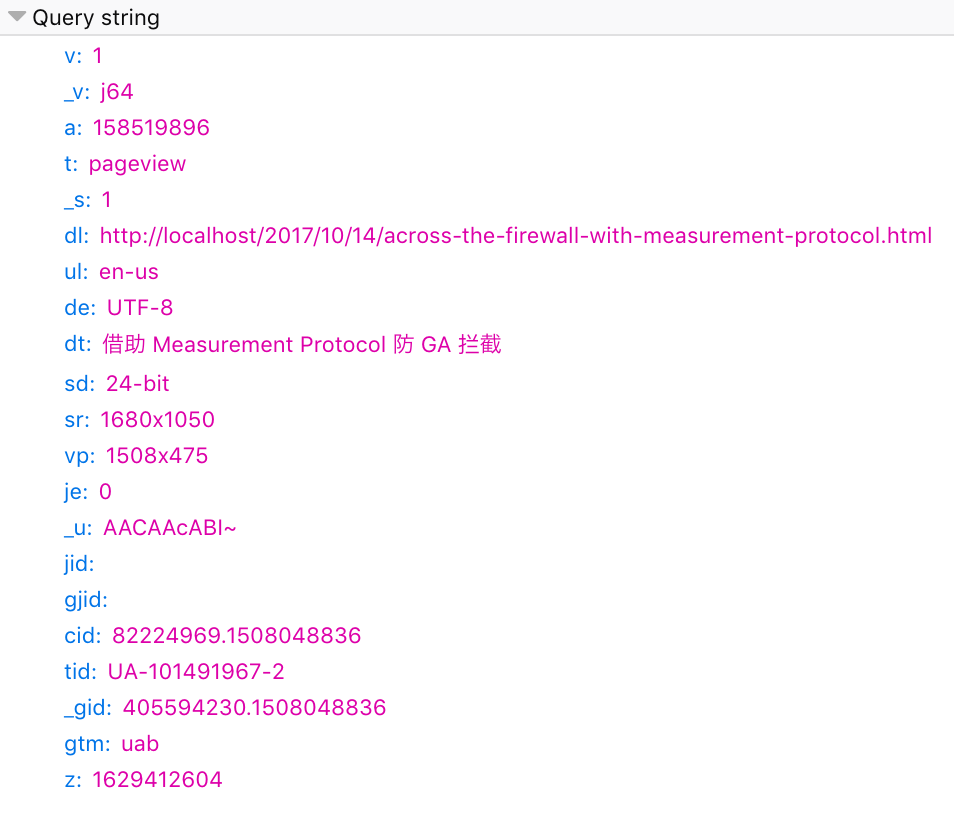 Query string
v: 1
_v: j64
a: 158519896
t: pageview
_s: 1
dl: http://localhost/2017/10/14/across-the-firewall-with-measurement-protocol.html
ul: en-us
de: UTF-8
dt: 借助 Measurement Protocol 防 GA 拦截
sd: 24-bit
sr: 1680x1050
vp: 1508x475
je: 0
_u: AACAAcABI~
jid:
gjid:
cid: 82224969.1508048836
tid: UA-101491967-2
_gid: 405594230.1508048836
gtm: uab
z: 1629412604